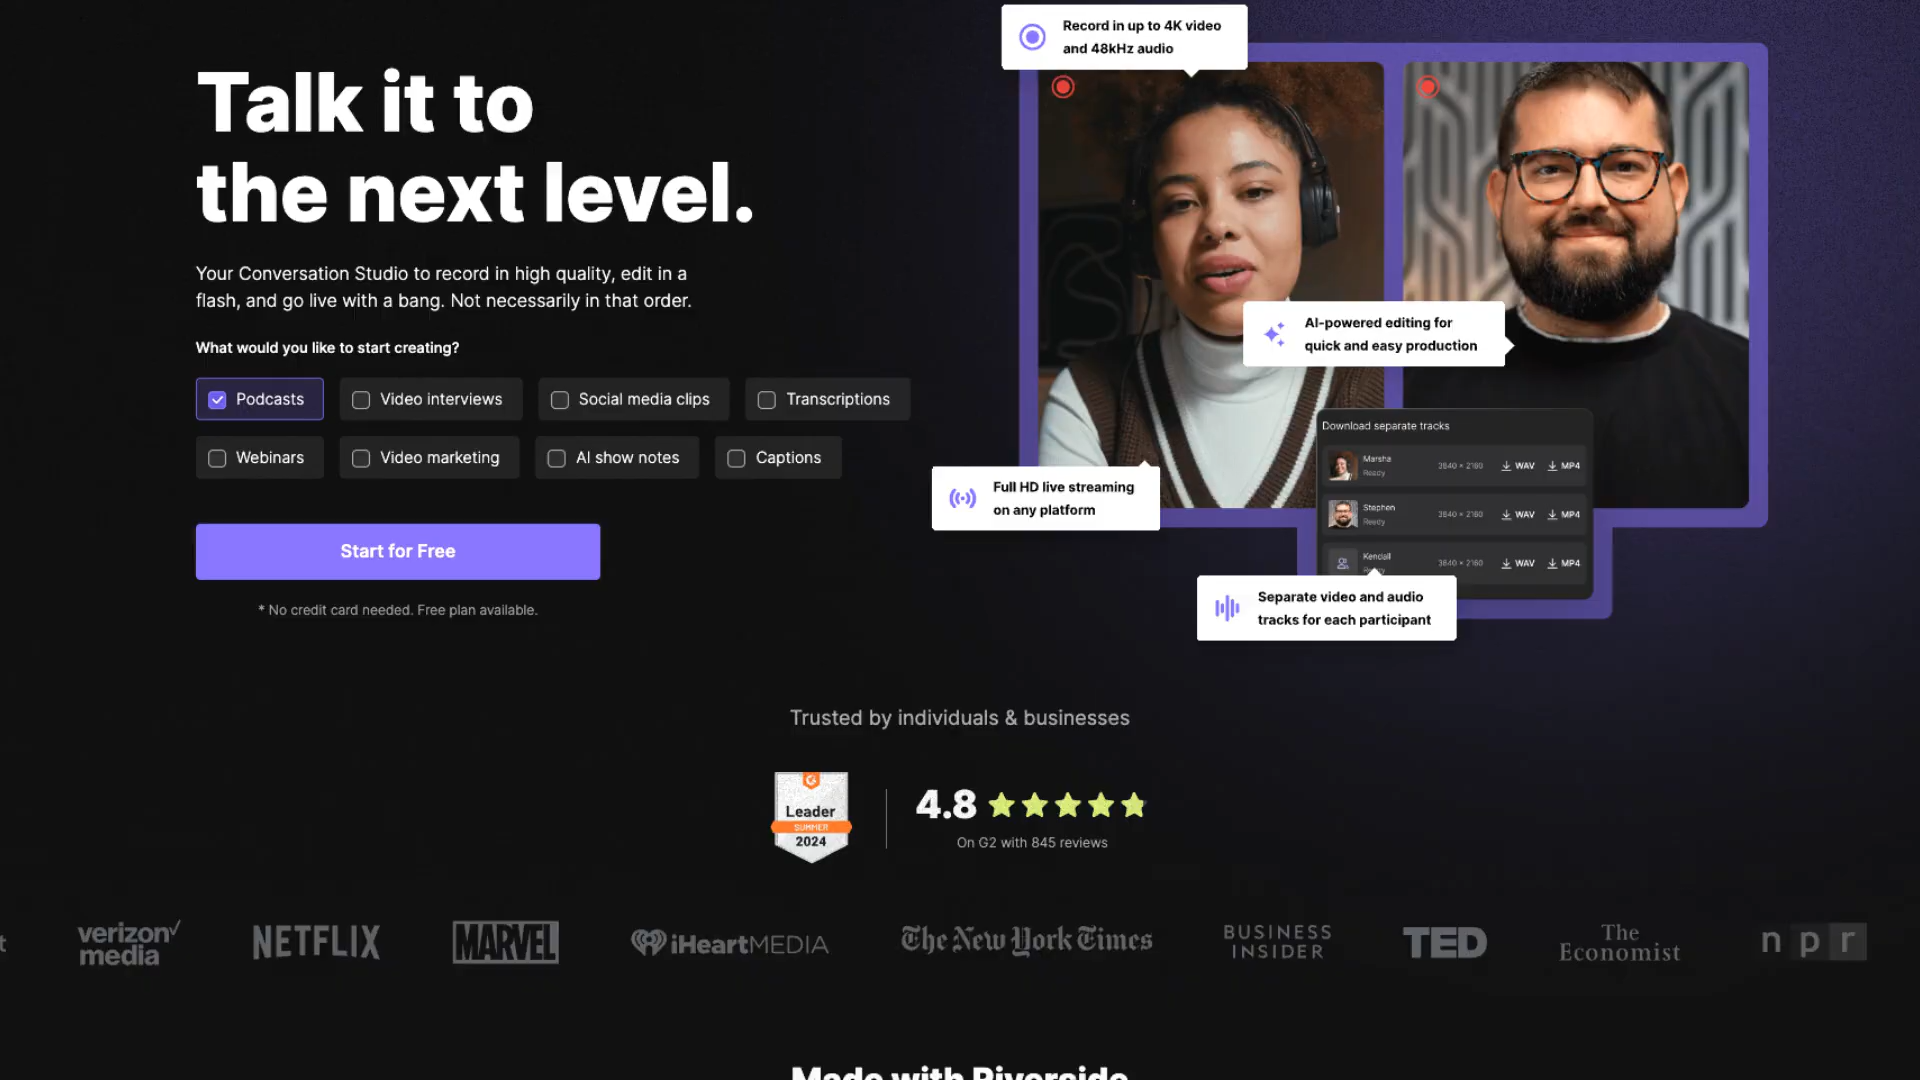 Record in up to 4K video
and 48kHz audio
Talk it to
the next level.
Your Conversation Studio to record in high quality, edit in a
flash, and go live with a bang. Not necessarily in that order.
What would you like to start creating?
Podcasts
Video interviews
Social media clips
Transcriptions
Webinars
Video marketing
AI show notes
Captions
Start for Free
* No credit card needed. Free plan available.
AI-powered editing for
quick and easy production
Full HD live streaming
on any platform
Download separate tracks
Marsha
Ready
3840 × 2160
WAV
MP4
Stephen
Ready
3840 × 2160
WAV
MP4
Kendall
3840 × 2160
WAV
MP4
Separate video and audio
tracks for each participant
Trusted by individuals & businesses
Leader
SUMMER
2024
4.8
On G2 with 845 reviews
t
verizon✓
media
NETFLIX
MARVEL
iHeartMEDIA
The New York Times
BUSINESS
INSIDER
TED
The
Economist
npr
Made with Riverside